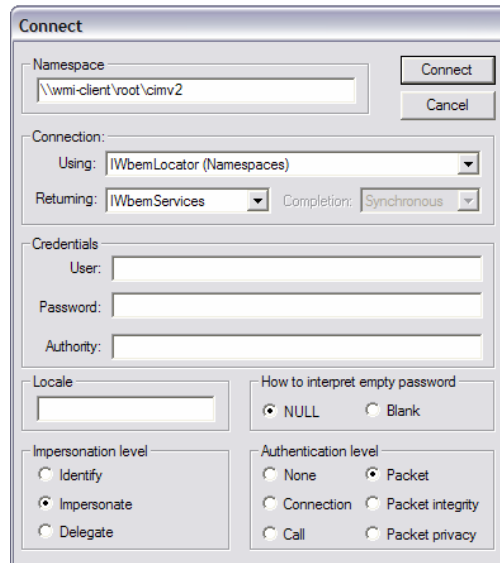 Connect
Namespace
\\wmi-client\root\cimv2
Connect
Cancel
Connection:
Using: IWbemLocator (Namespaces)
Returning: IWbemServices Completion: Synchronous
Credentials
User:
Password:
Authority:
Locale
How to interpret empty password
NULL Blank
Impersonation level
Identify
Impersonate
Delegate
Authentication level
None Packet
Connection Packet integrity
Call Packet privacy